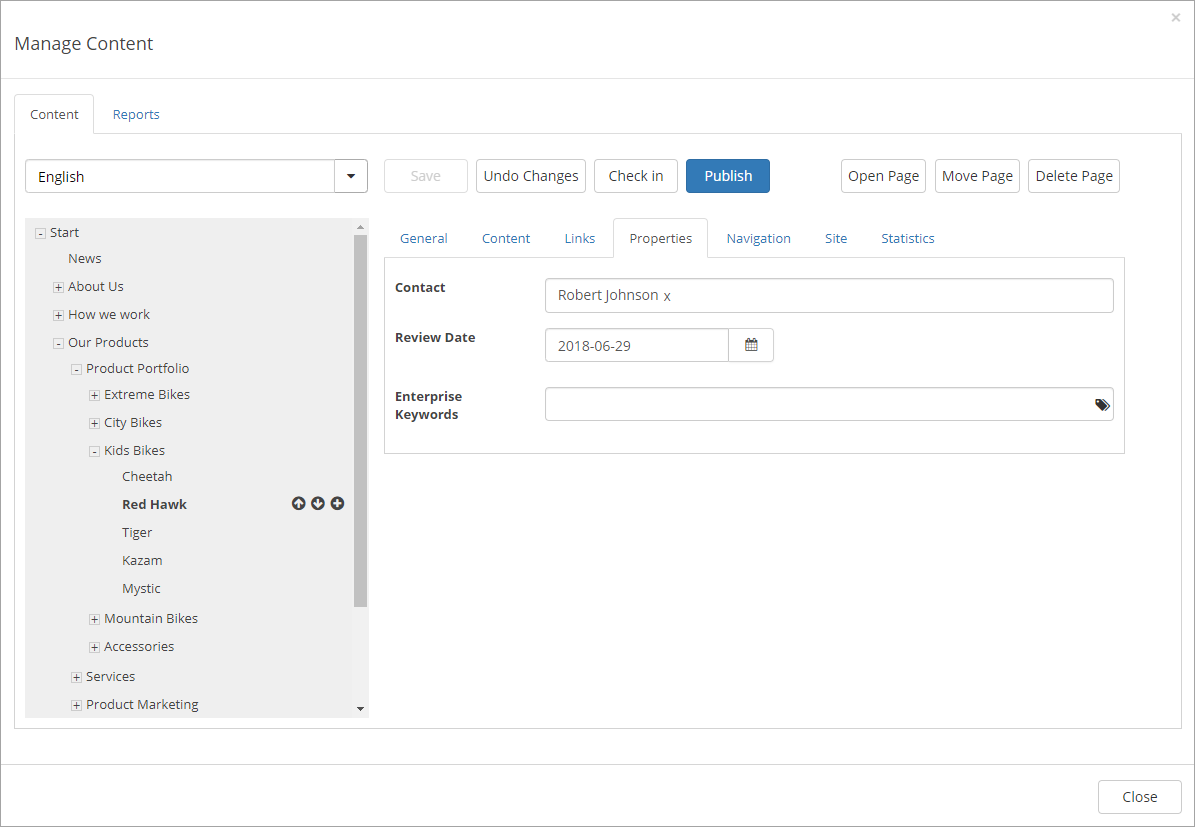 ×
Manage Content
Content Reports
English
Save Undo Changes Check in Publish Open Page Move Page Delete Page
Start
News
About Us
How we work
Our Products
Product Portfolio
Extreme Bikes
City Bikes
Kids Bikes
Cheetah
Red Hawk
Tiger
Kazam
Mystic
Mountain Bikes
Accessories
Services
Product Marketing
General Content Links Properties Navigation Site Statistics
Contact
Robert Johnson x
Review Date
2018-06-29
Enterprise
Keywords
Close